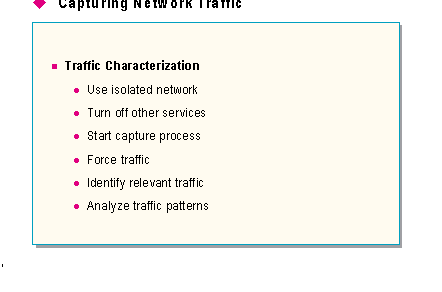 Capturing Network Traffic
Traffic Characterization
Use isolated network
Turn off other services
Start capture process
Force traffic
Identify relevant traffic
Analyze traffic patterns